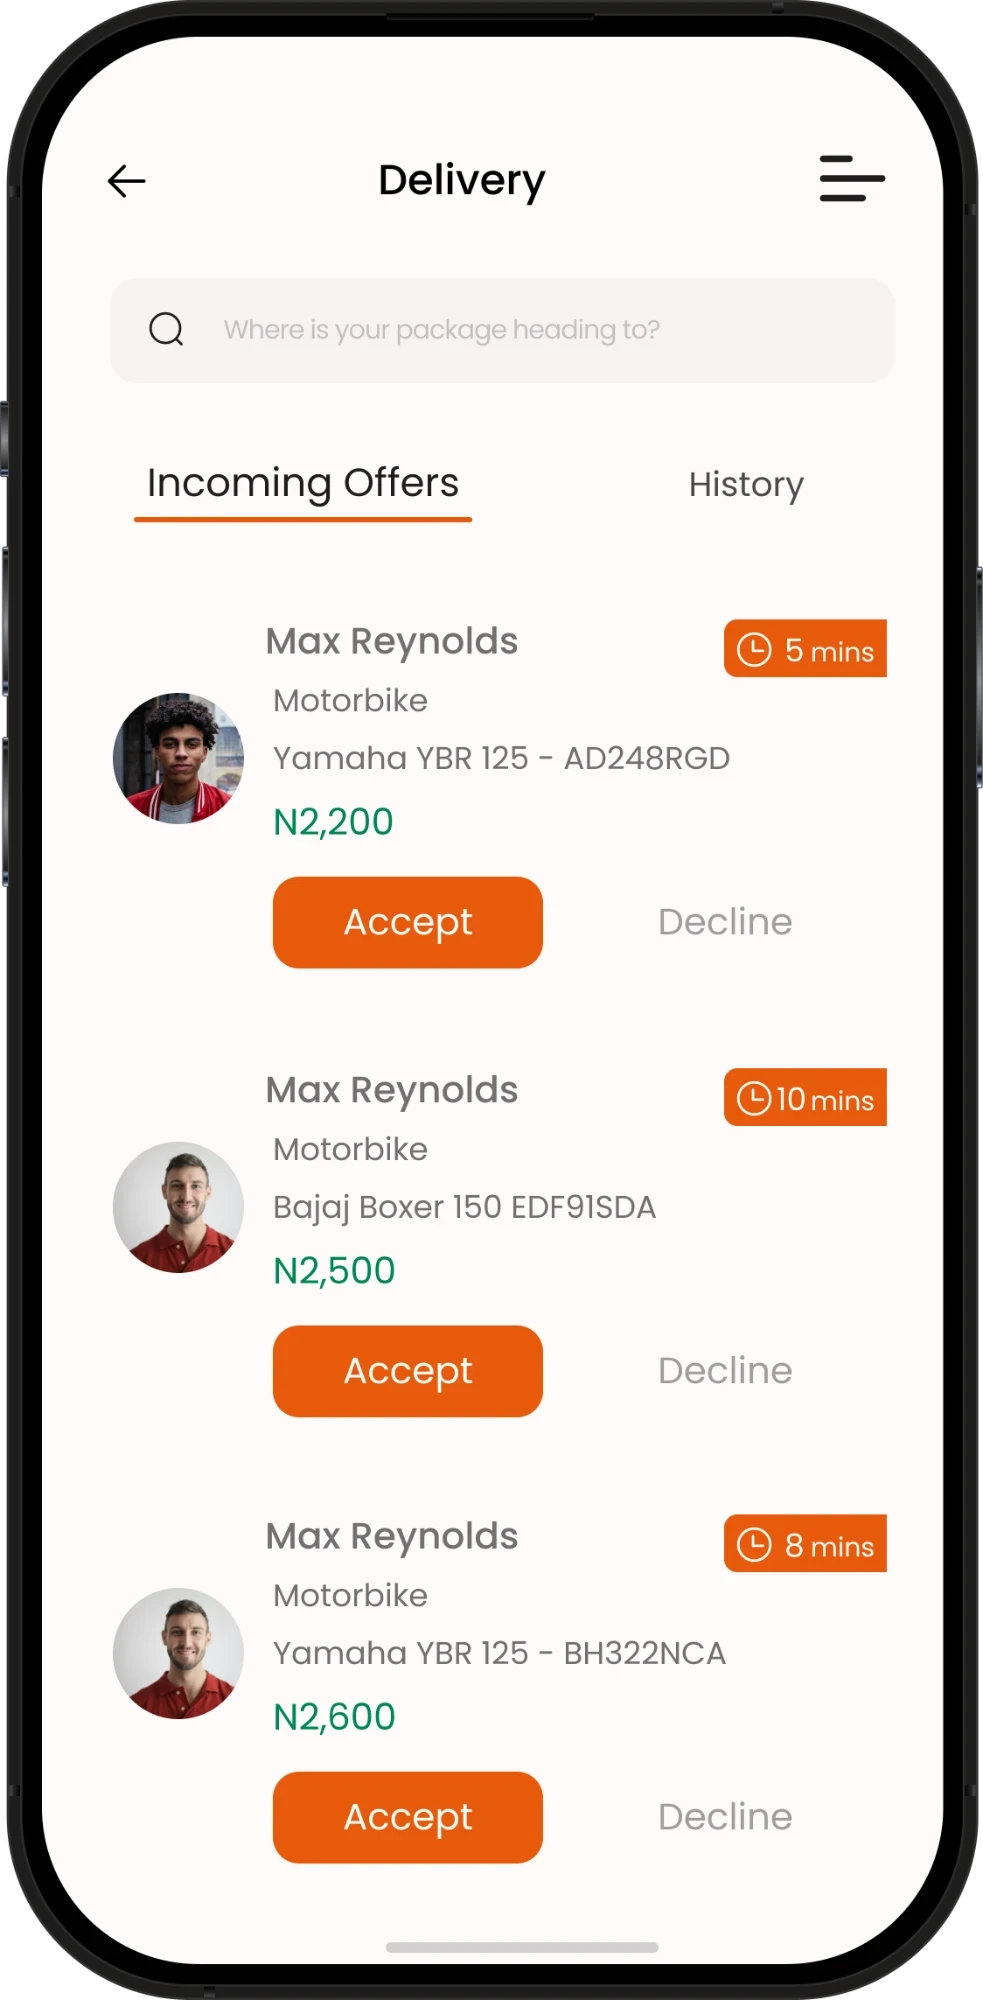 Delivery
Where is your package heading to?
Incoming Offers
History
Max Reynolds
5 mins
Motorbike
Yamaha YBR 125 - AD248RGD
N2,200
Accept
Decline
Max Reynolds
10 mins
Motorbike
Bajaj Boxer 150 EDF91SDA
N2,500
Accept
Decline
Max Reynolds
8 mins
Motorbike
Yamaha YBR 125 - BH322NCA
N2,600
Accept
Decline